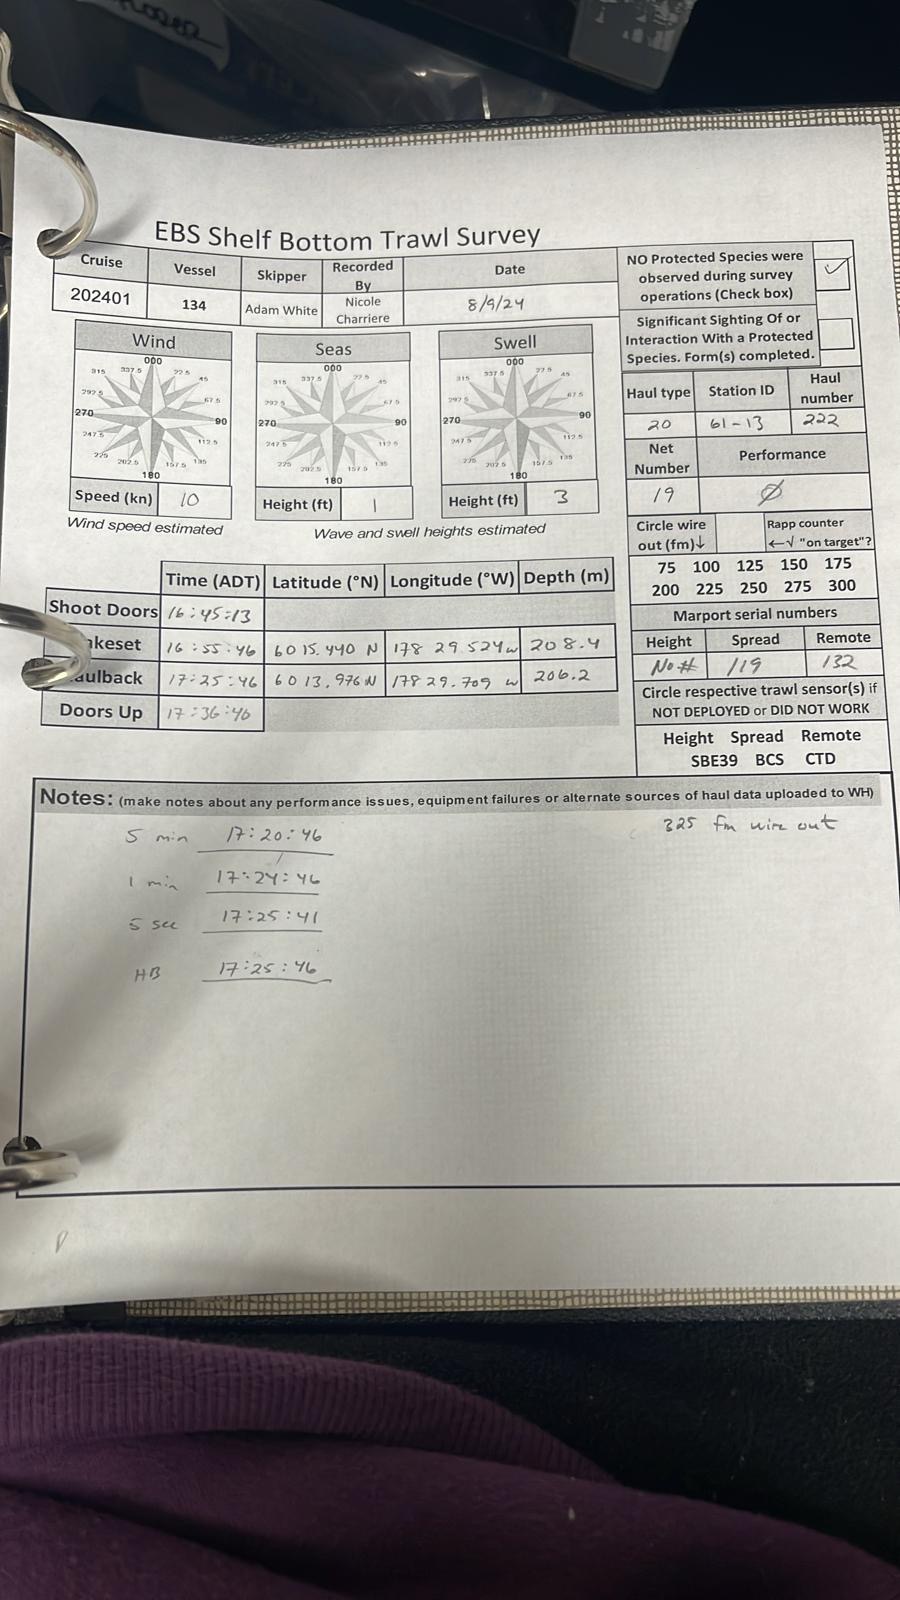 EBS Shelf Bottom Trawl Survey
Cruise Vessel Skipper Recorded By Date
202401 134 Adam White Nicole Charriere 8/9/24
NO Protected Species were observed during survey operations (Check box) ✓
Significant Sighting Of or Interaction With a Protected Species. Form(s) completed.
Wind Seas Swell
000 22.5 45 67.5 90 112.5 135 157.5 180 202.5 225 247.5 270 292.5 315 337.5
000 22.5 45 67.5 90 112.5 135 157.5 180 202.5 225 247.5 270 292.5 315 337.5
000 22.5 45 67.5 90 112.5 135 157.5 180 202.5 225 247.5 270 292.5 315 337.5
Speed (kn) 10 Height (ft) 1 Height (ft) 3
Wind speed estimated Wave and swell heights estimated
Haul type Station ID Haul number
20 61-13 222
Net Number Performance
19 Ø
Circle wire out (fm)↓ Rapp counter ←√ "on target"?
75 100 125 150 175
200 225 250 275 300
Marport serial numbers
Height Spread Remote
No # 119 132
Circle respective trawl sensor(s) if
NOT DEPLOYED or DID NOT WORK
Height Spread Remote
SBE39 BCS CTD
Time (ADT) Latitude (°N) Longitude (°W) Depth (m)
Shoot Doors 16:45:13
keset 16:55:46 60 15.440 N 178 29.524 w 208.4
aulback 17:25:46 60 13.976 N 178 29.709 w 206.2
Doors Up 17:36:46
Notes: (make notes about any performance issues, equipment failures or alternate sources of haul data uploaded to WH)
5 min 17:20:46 325 fm wire out
1 min 17:24:46
5 sec 17:25:41
HB 17:25:46